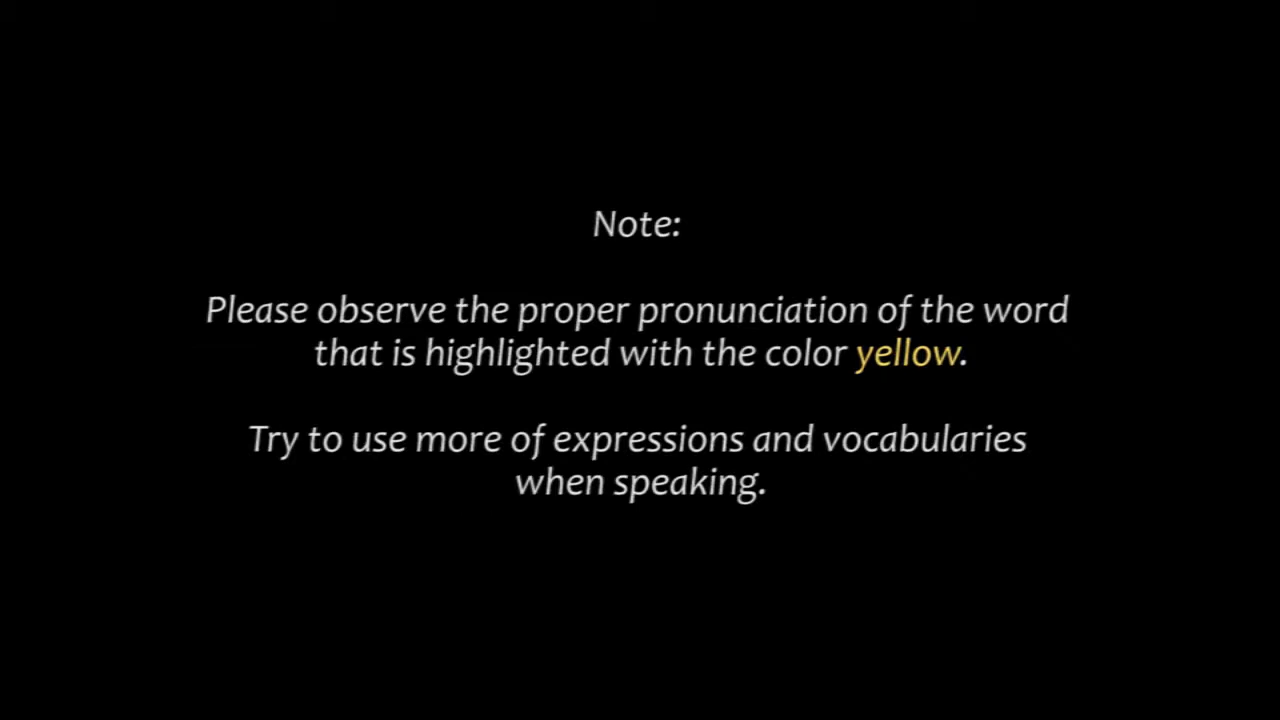 Note:
Please observe the proper pronunciation of the word
that is highlighted with the color yellow.
Try to use more of expressions and vocabularies
when speaking.